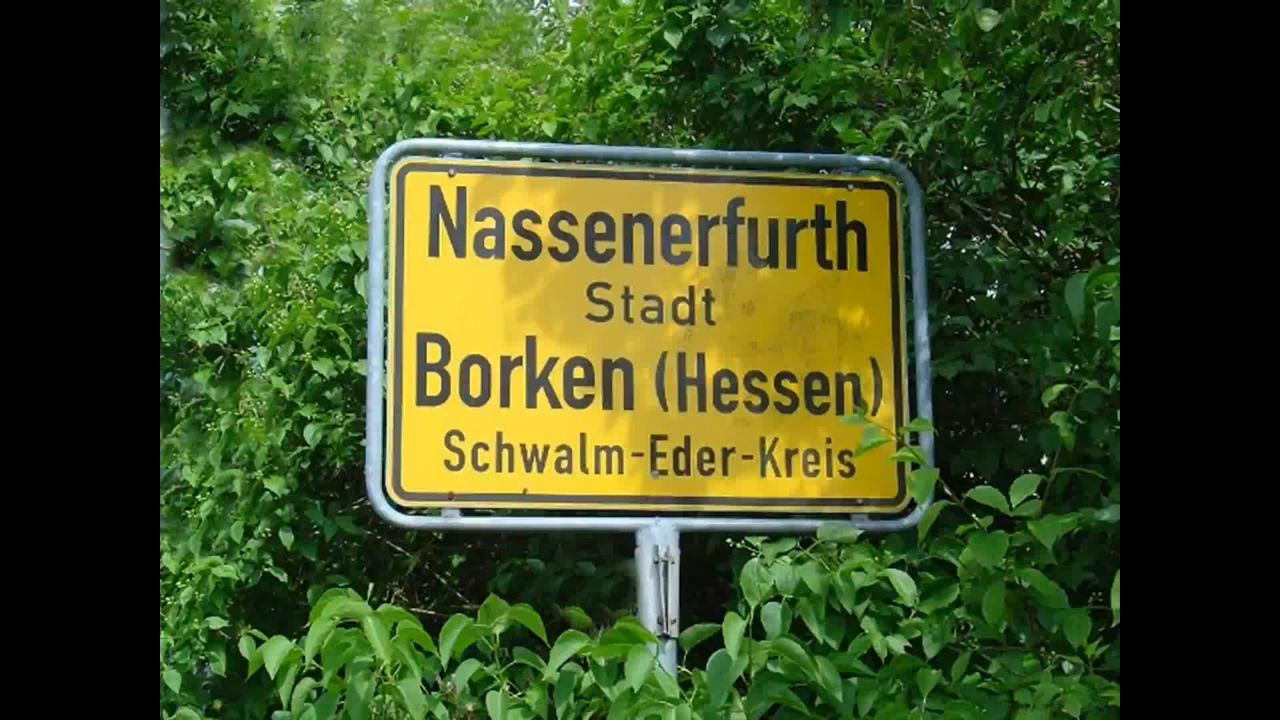 Nassenerfurth
Stadt
Borken (Hessen)
Schwalm-Eder-Kreis